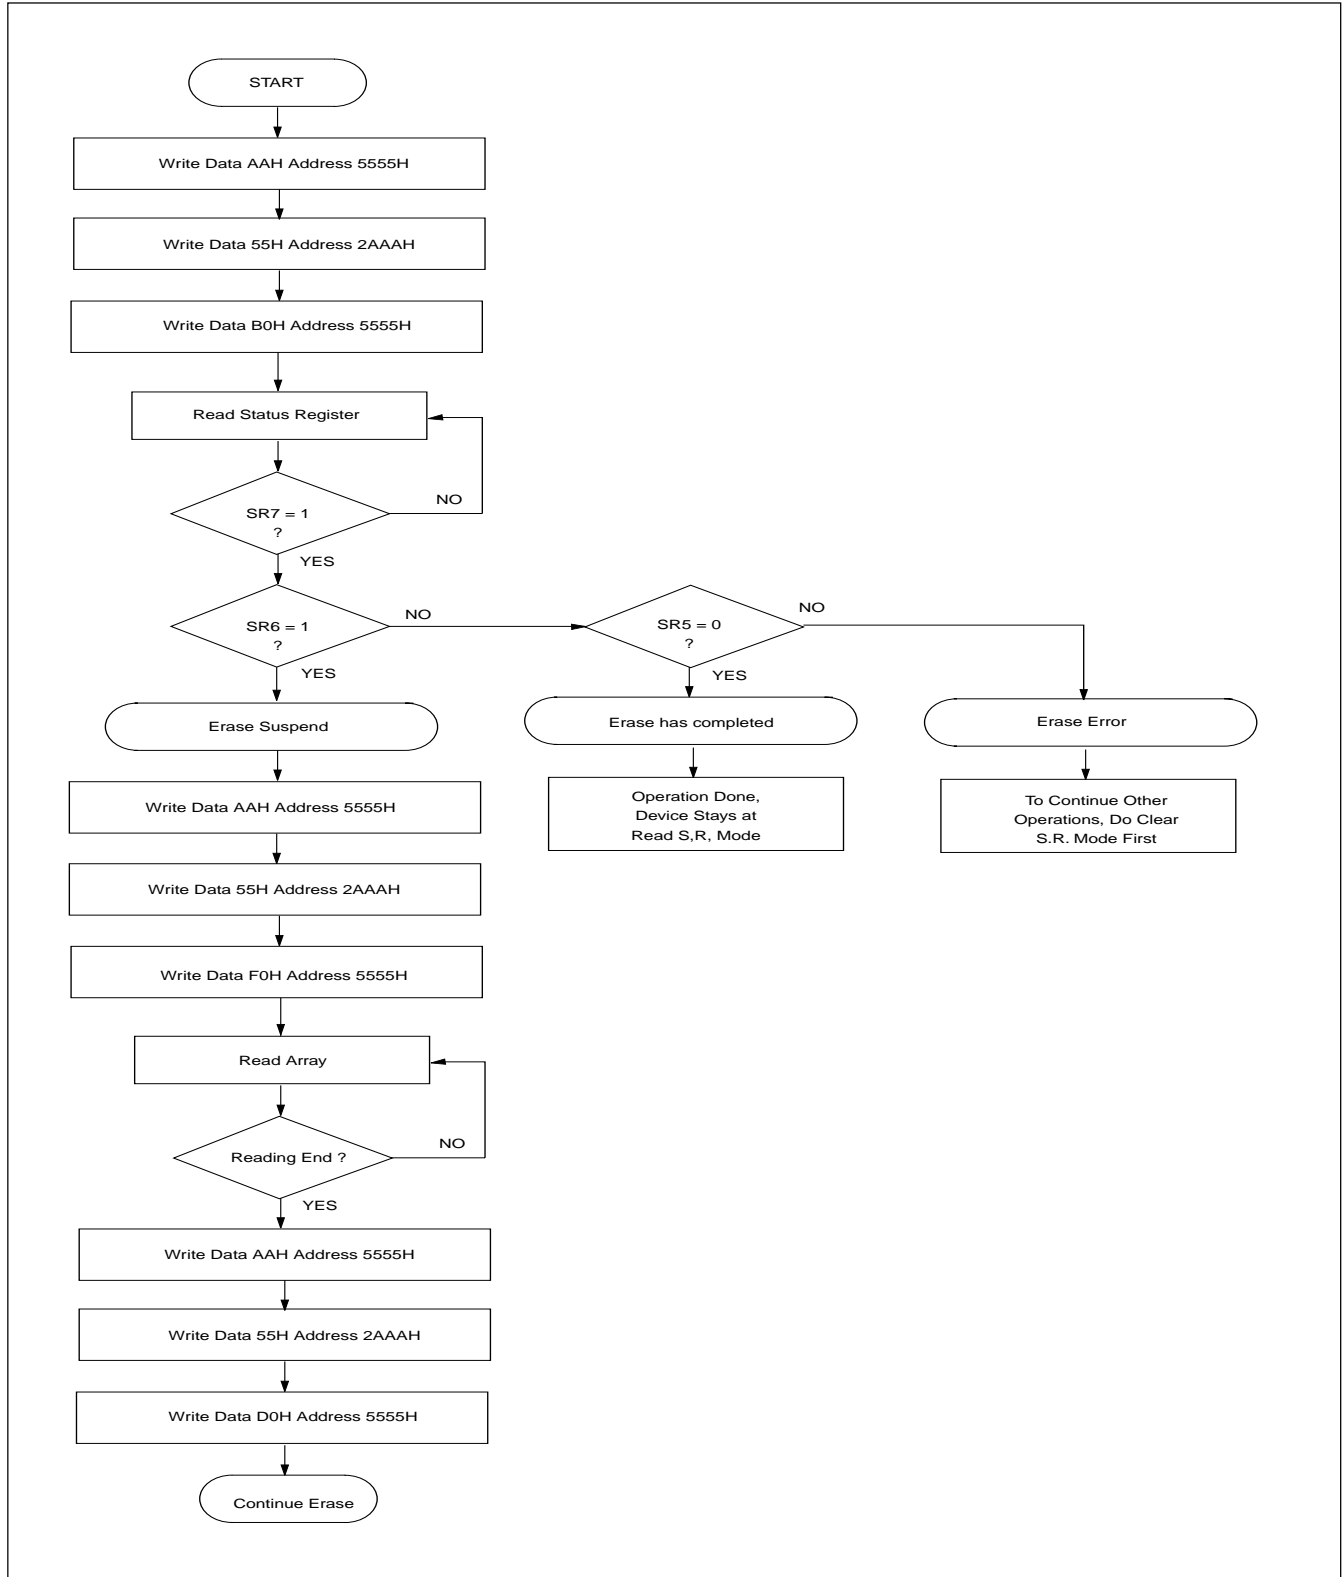 START
Write Data AAH Address 5555H
Write Data 55H Address 2AAAH
Write Data B0H Address 5555H
Read Status Register
NO
SR7 = 1
?
YES
NO
NO
SR6 = 1
?
SR5 = 0
?
YES
YES
Erase Suspend
Erase has completed
Erase Error
Write Data AAH Address 5555H
Operation Done,
Device Stays at
Read S,R, Mode
To Continue Other
Operations, Do Clear
S.R. Mode First
Write Data 55H Address 2AAAH
Write Data F0H Address 5555H
Read Array
NO
Reading End ?
YES
Write Data AAH Address 5555H
Write Data 55H Address 2AAAH
Write Data D0H Address 5555H
Continue Erase